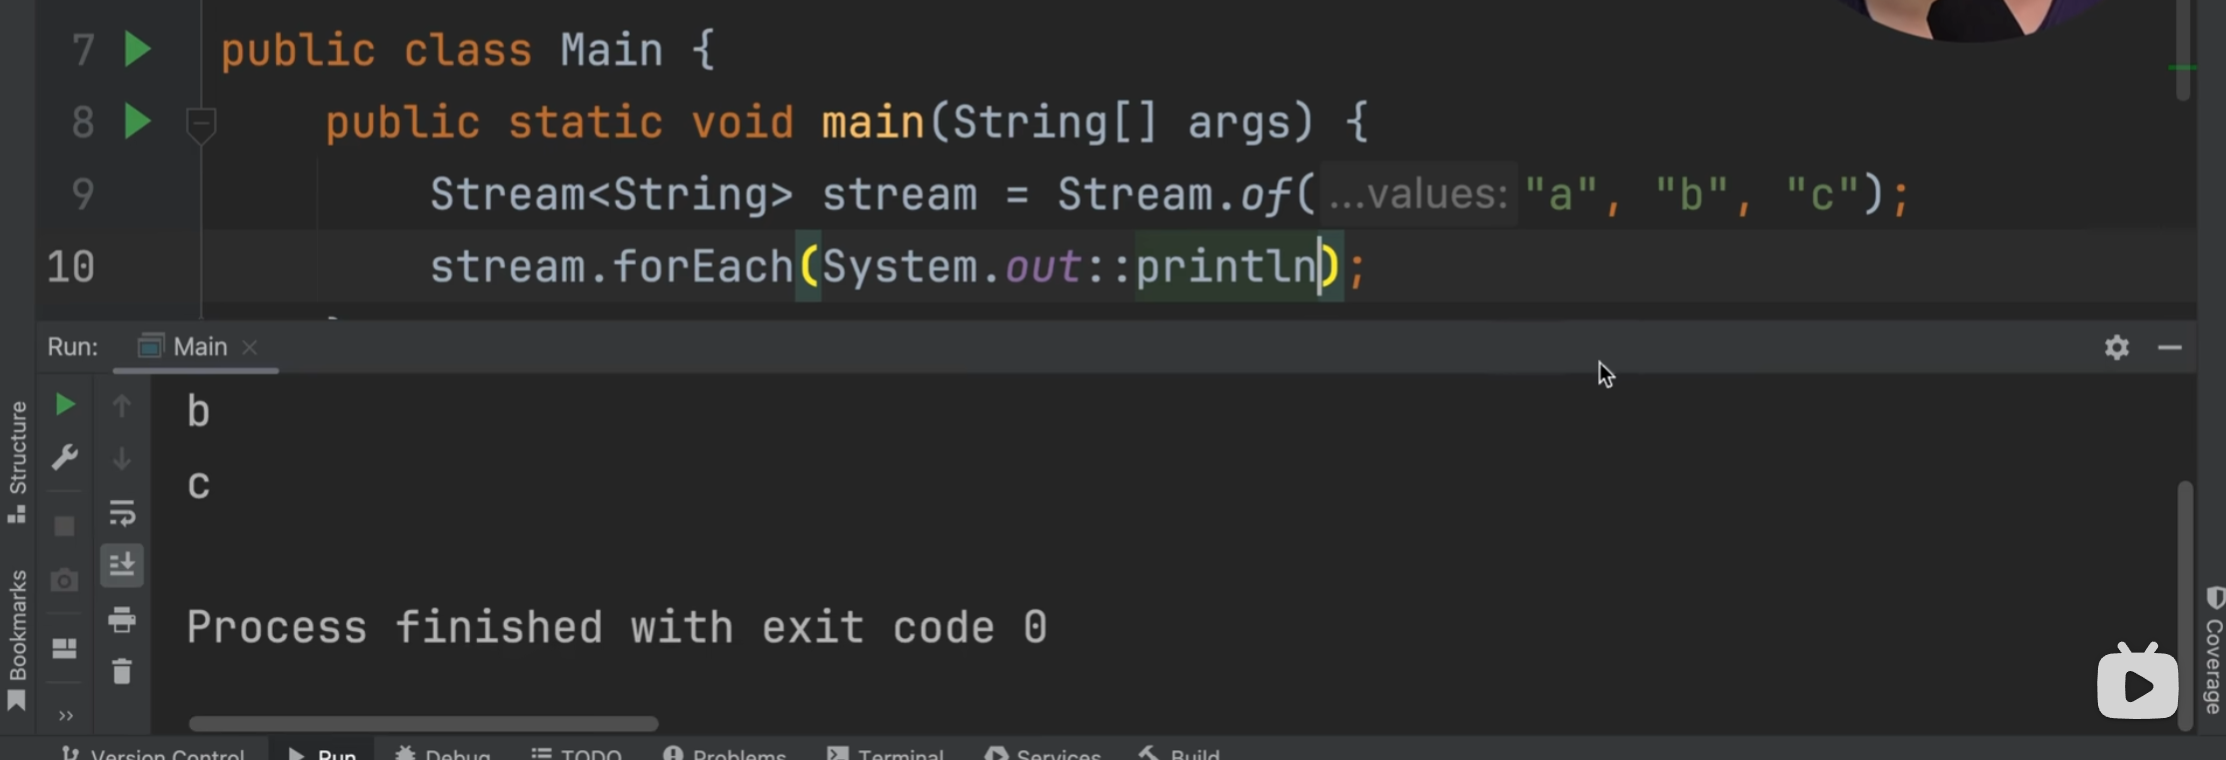 7 public class Main {
8 public static void main(String[] args) {
9 Stream<String> stream = Stream.of(...values: "a", "b", "c");
10 stream.forEach(System.out::println);
Run: Main
b
c
Process finished with exit code 0
Structure
Bookmarks
Coverage
Version Control Run Debug TODO Problems Terminal Services Build